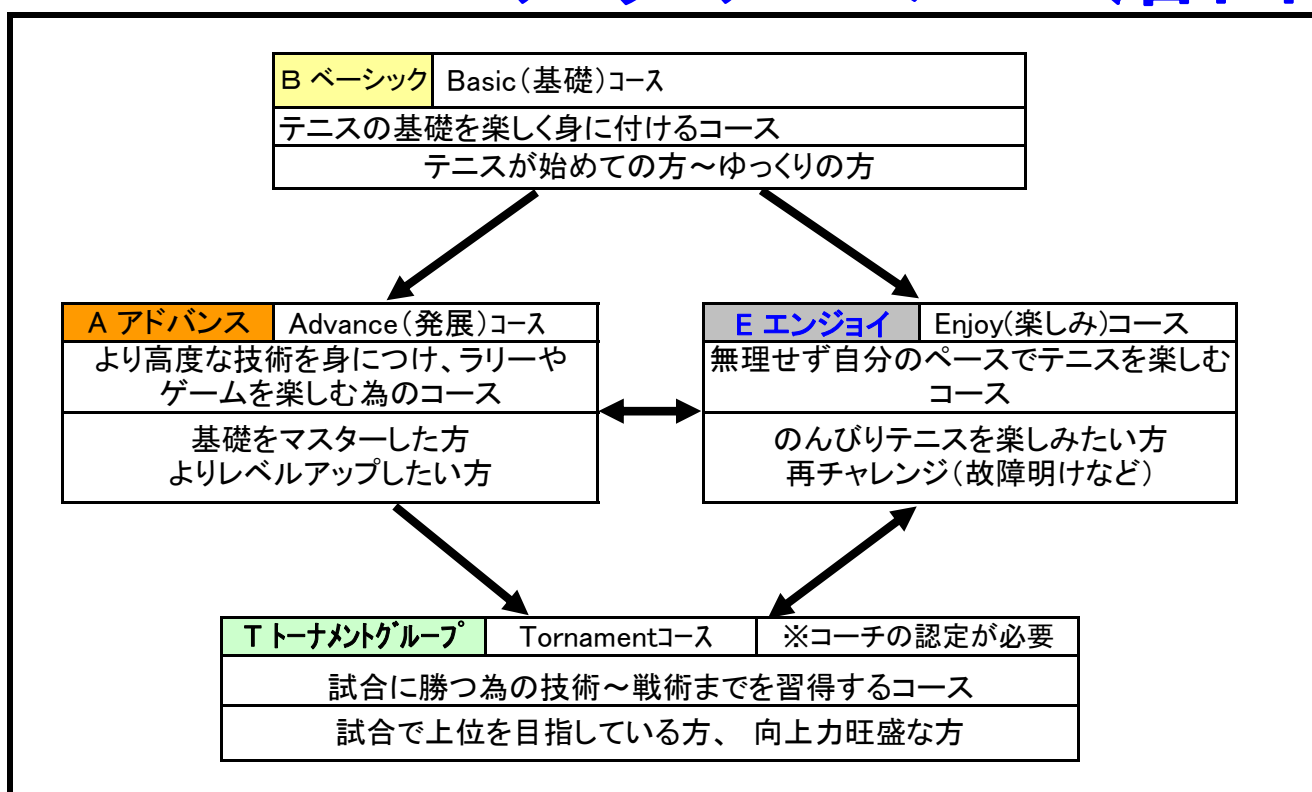 B ベーシック Basic(基礎)コース
テニスの基礎を楽しく身に付けるコース
テニスが始めての方~ゆっくりの方
A アドバンス Advance(発展)コース
より高度な技術を身につけ、ラリーや
ゲームを楽しむ為のコース
基礎をマスターした方
よりレベルアップしたい方
E エンジョイ Enjoy(楽しみ)コース
無理せず自分のペースでテニスを楽しむ
コース
のんびりテニスを楽しみたい方
再チャレンジ(故障明けなど)
T トーナメントグループ Tornamentコース ※コーチの認定が必要
試合に勝つ為の技術~戦術までを習得するコース
試合で上位を目指している方、 向上力旺盛な方